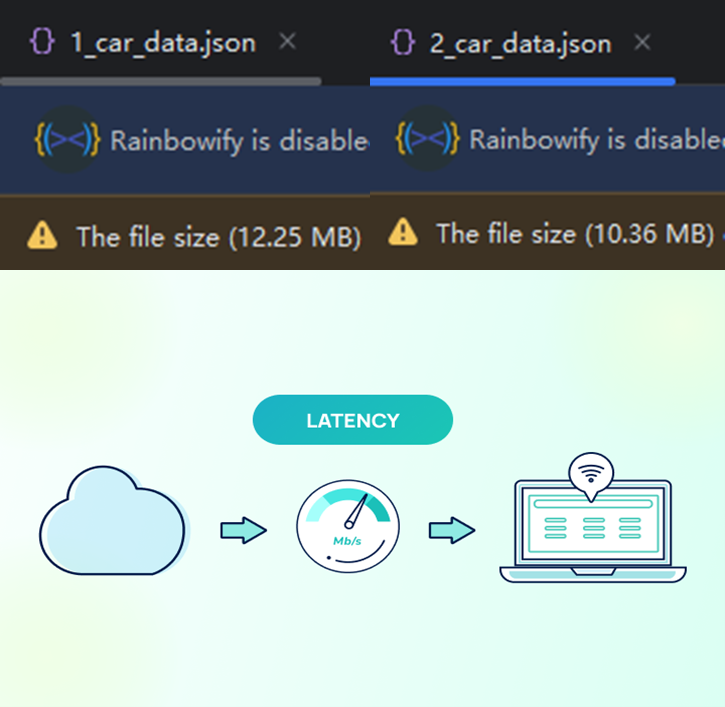 1_car_data.json
2_car_data.json
Rainbowify is disable
Rainbowify is disable
The file size (12.25 MB)
The file size (10.36 MB)
LATENCY
Mb/s